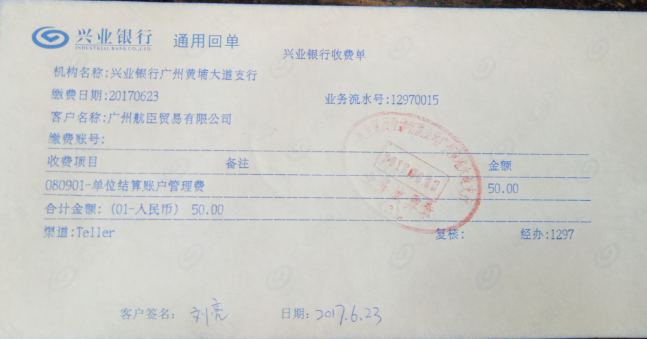 兴业银行 通用回单
INDUSTRIAL BANK CO.,LTD.
兴业银行收费单
机构名称:兴业银行广州黄埔大道支行
缴费日期:20170623 业务流水号:12970015
客户名称:广州航臣贸易有限公司
缴费账号:
收费项目 备注 金额
080901-单位结算账户管理费 50.00
合计金额: (01-人民币) 50.00
渠道:Teller 复核: 经办:1297
客户签名: 刘亮 日期: 2017.6.23